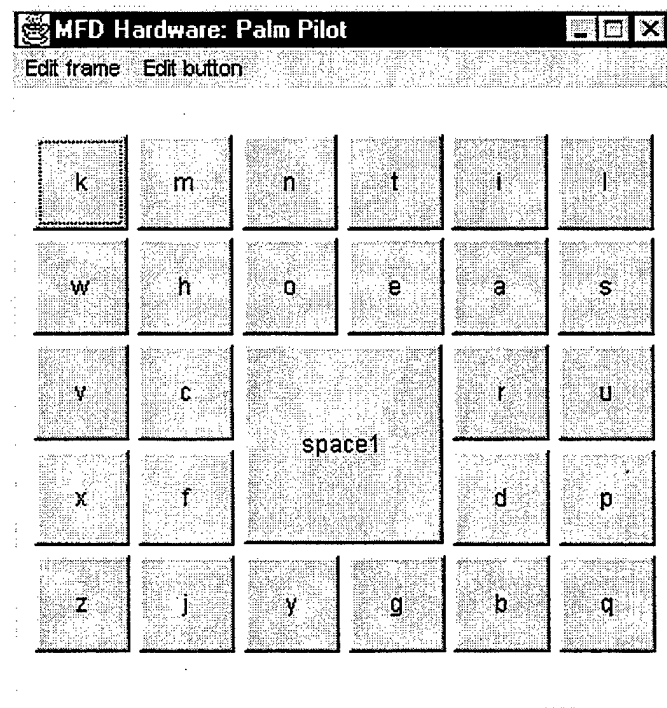 MFD Hardware: Palm Pilot
Edit frame Edit button
k m n t i l
w h o e a s
v c r u
space1
x f d p
z j y g b q